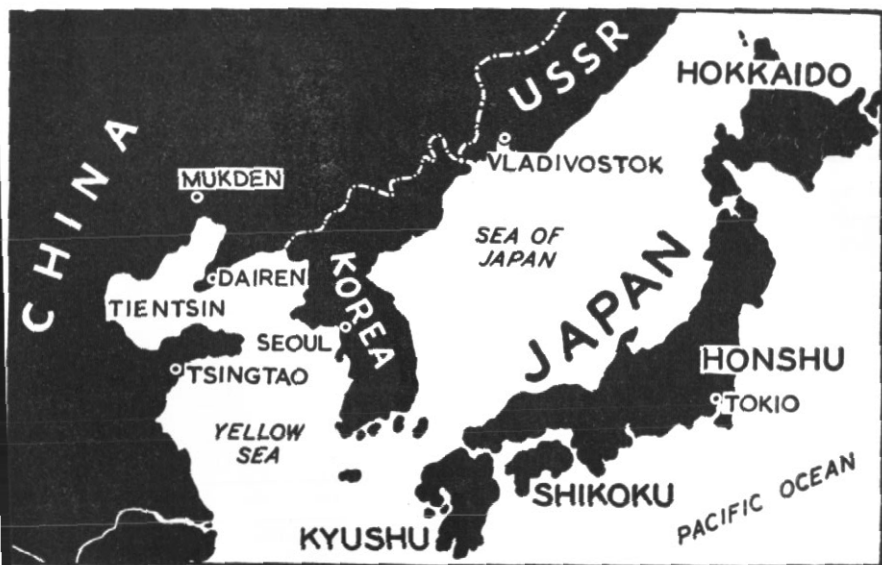 USSR
HOKKAIDO
CHINA
VLADIVOSTOK
MUKDEN
SEA OF
JAPAN
KOREA
DAIREN
JAPAN
TIENTSIN
SEOUL
HONSHU
TSINGTAO
TOKIO
YELLOW
SEA
SHIKOKU
PACIFIC OCEAN
KYUSHU